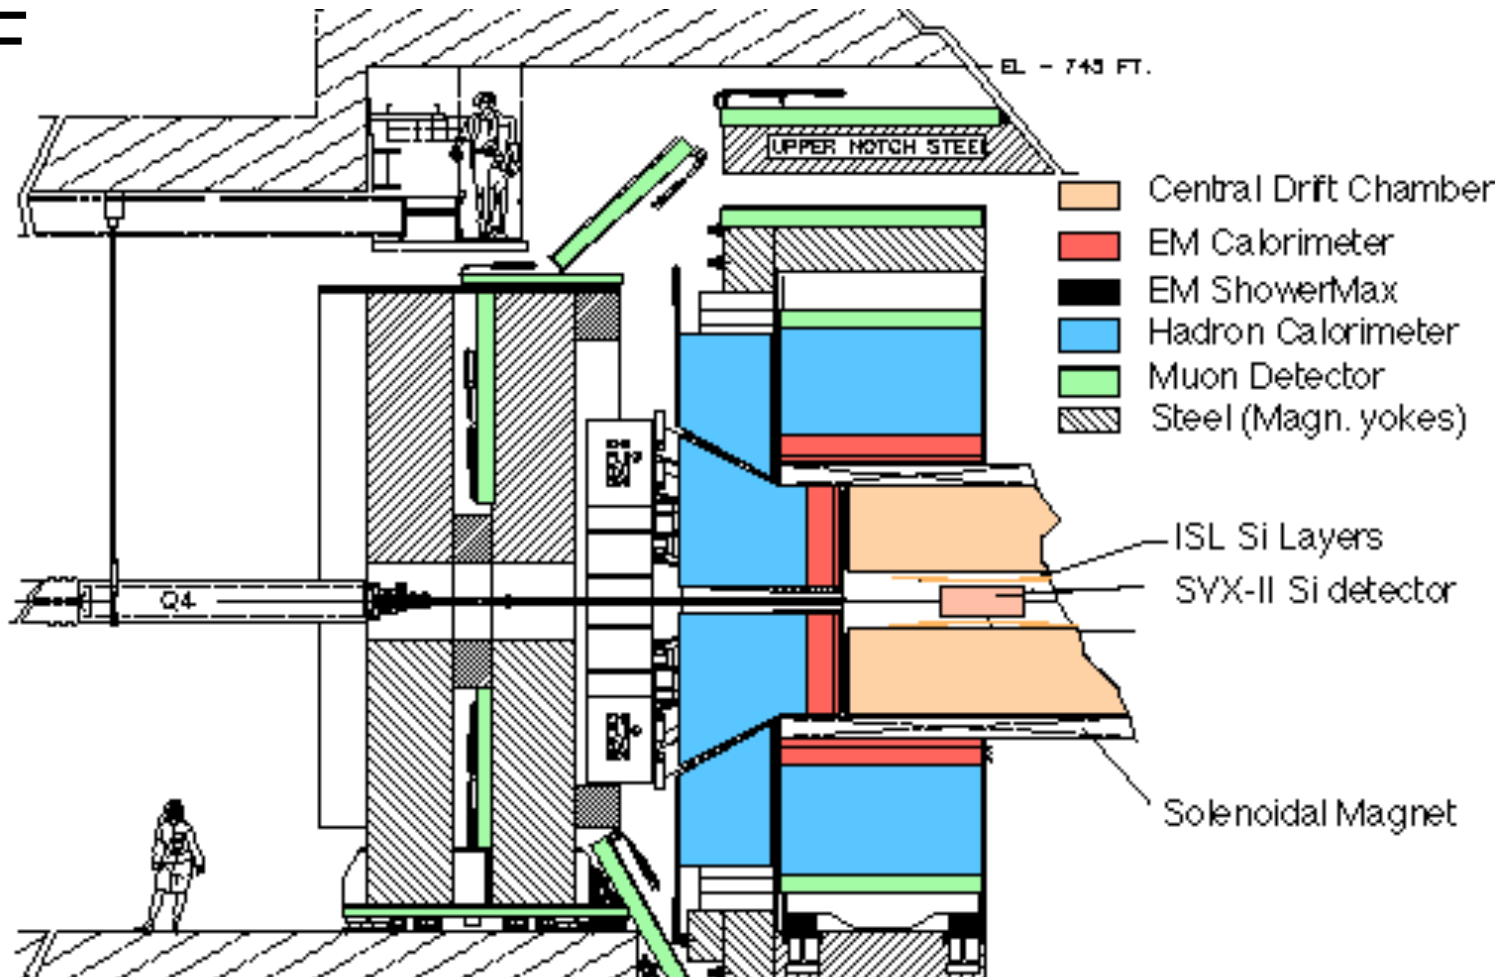 EL - 745 FT.
UPPER NOTCH STEEL
Central Drift Chamber
EM Calorimeter
EM ShowerMax
Hadron Calorimeter
Muon Detector
Steel (Magn. yokes)
ISL Si Layers
SVX-II Si detector
Q4
Solenoidal Magnet